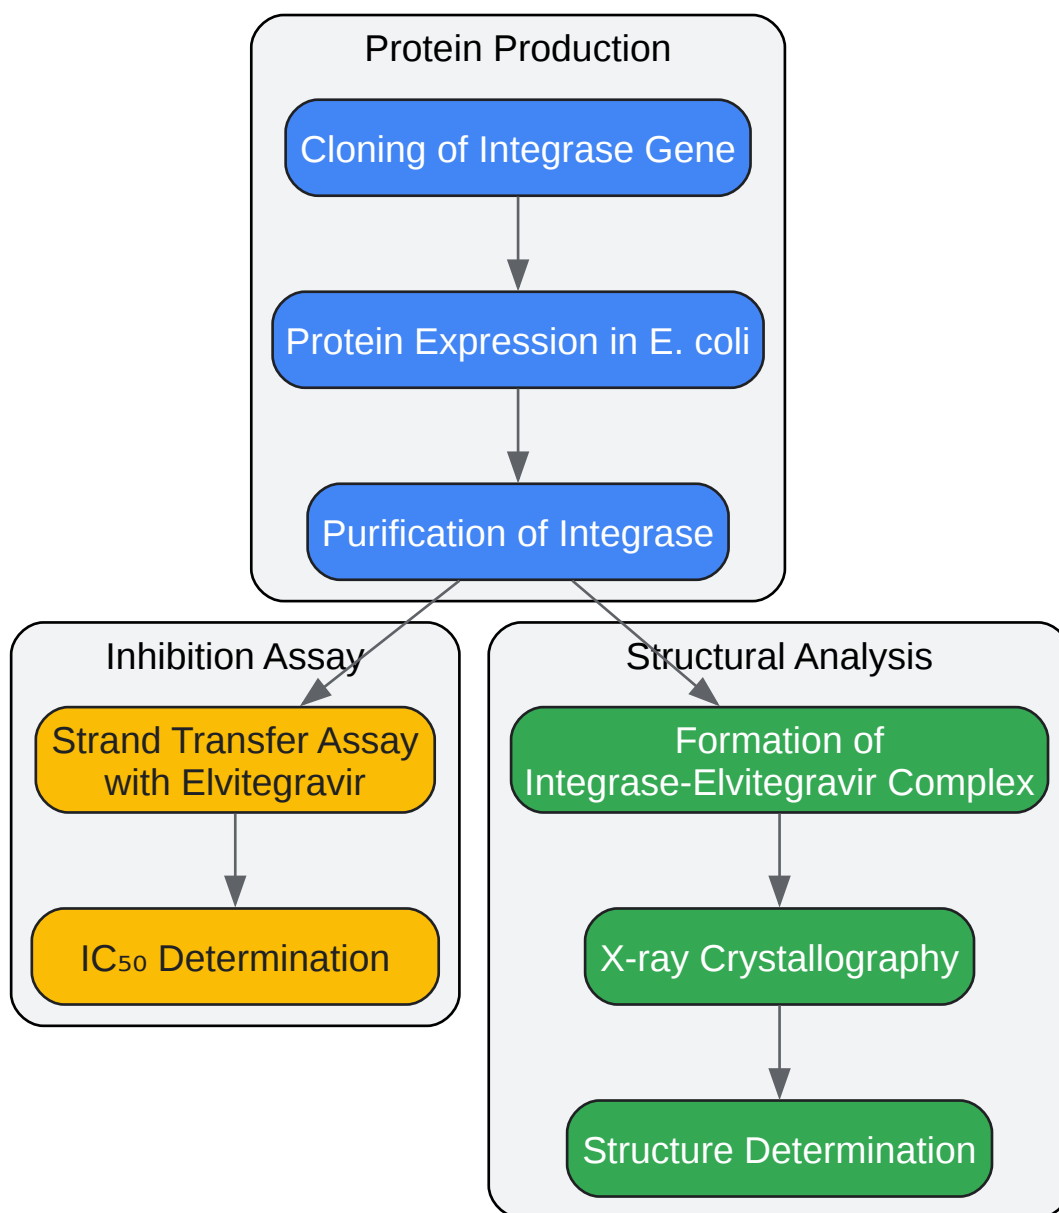 Protein Production
Cloning of Integrase Gene
Protein Expression in E. coli
Purification of Integrase
Inhibition Assay
Strand Transfer Assay
with Elvitegravir
IC₅₀ Determination
Structural Analysis
Formation of
Integrase-Elvitegravir Complex
X-ray Crystallography
Structure Determination